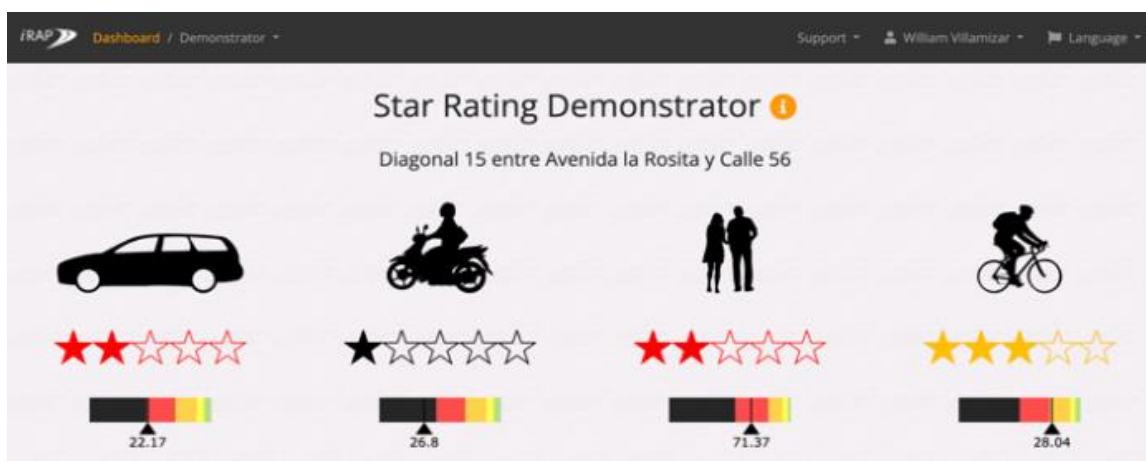 iRAP Dashboard / Demonstrator Support William Villamizar Language
Star Rating Demonstrator
Diagonal 15 entre Avenida la Rosita y Calle 56
22.17 26.8 71.37 28.04